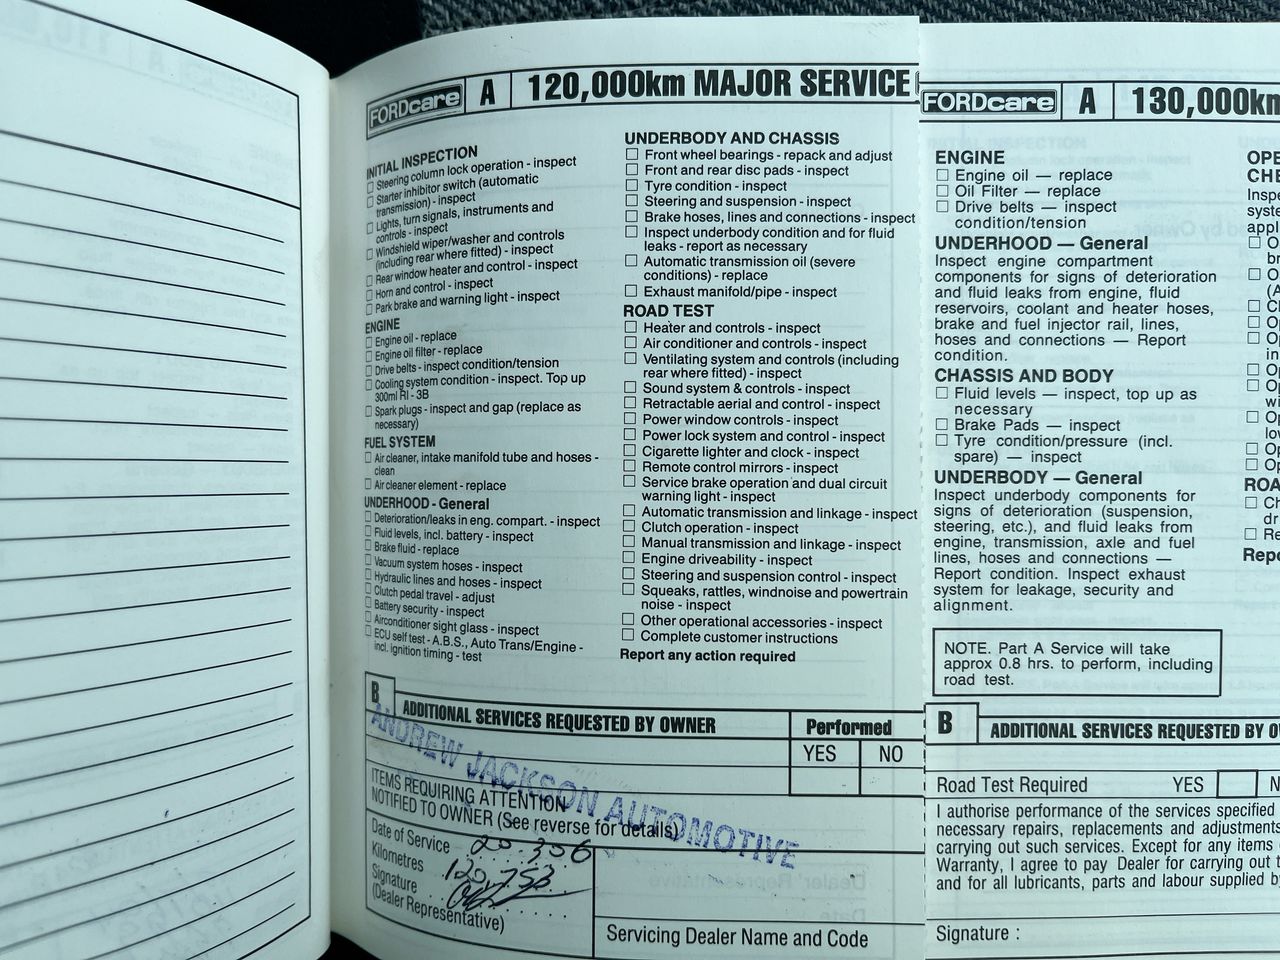 FORDcare A 120,000km MAJOR SERVICE
INITIAL INSPECTION
Steering column lock operation - inspect
Starter inhibitor switch (automatic
transmission) - inspect
Lights, turn signals, instruments and
controls - inspect
Windshield wiper/washer and controls
(including rear where fitted) - inspect
Rear window heater and control - inspect
Horn and control - inspect
Park brake and warning light - inspect
ENGINE
Engine oil - replace
Engine oil filter - replace
Drive belts - inspect condition/tension
Cooling system condition - inspect. Top up
300ml RI - 3B
Spark plugs - inspect and gap (replace as
necessary)
FUEL SYSTEM
Air cleaner, intake manifold tube and hoses -
clean
Air cleaner element - replace
UNDERHOOD - General
Deterioration/leaks in eng. compart. - inspect
Fluid levels, incl. battery - inspect
Brake fluid - replace
Vacuum system hoses - inspect
Hydraulic lines and hoses - inspect
Clutch pedal travel - adjust
Battery security - inspect
Airconditioner sight glass - inspect
ECU self test - A.B.S., Auto Trans/Engine -
incl. ignition timing - test
UNDERBODY AND CHASSIS
Front wheel bearings - repack and adjust
Front and rear disc pads - inspect
Tyre condition - inspect
Steering and suspension - inspect
Brake hoses, lines and connections - inspect
Inspect underbody condition and for fluid
leaks - report as necessary
Automatic transmission oil (severe
conditions) - replace
Exhaust manifold/pipe - inspect
ROAD TEST
Heater and controls - inspect
Air conditioner and controls - inspect
Ventilating system and controls (including
rear where fitted) - inspect
Sound system & controls - inspect
Retractable aerial and control - inspect
Power window controls - inspect
Power lock system and control - inspect
Cigarette lighter and clock - inspect
Remote control mirrors - inspect
Service brake operation and dual circuit
warning light - inspect
Automatic transmission and linkage - inspect
Clutch operation - inspect
Manual transmission and linkage - inspect
Engine driveability - inspect
Steering and suspension control - inspect
Squeaks, rattles, windnoise and powertrain
noise - inspect
Other operational accessories - inspect
Complete customer instructions
Report any action required
B ADDITIONAL SERVICES REQUESTED BY OWNER Performed
YES NO
ANDREW JACKSON AUTOMOTIVE
ITEMS REQUIRING ATTENTION
NOTIFIED TO OWNER (See reverse for details)
Date of Service 20.3.06
Kilometres 120,753
Signature
(Dealer Representative)
Servicing Dealer Name and Code
FORDcare A 130,000km
ENGINE
Engine oil — replace
Oil Filter — replace
Drive belts — inspect
condition/tension
UNDERHOOD — General
Inspect engine compartment
components for signs of deterioration
and fluid leaks from engine, fluid
reservoirs, coolant and heater hoses,
brake and fuel injector rail, lines,
hoses and connections — Report
condition.
CHASSIS AND BODY
Fluid levels — inspect, top up as
necessary
Brake Pads — inspect
Tyre condition/pressure (incl.
spare) — inspect
UNDERBODY — General
Inspect underbody components for
signs of deterioration (suspension,
steering, etc.), and fluid leaks from
engine, transmission, axle and fuel
lines, hoses and connections —
Report condition. Inspect exhaust
system for leakage, security and
alignment.
NOTE. Part A Service will take
approx 0.8 hrs. to perform, including
road test.
B ADDITIONAL SERVICES REQUESTED BY
Road Test Required YES
I authorise performance of the services specified
necessary repairs, replacements and adjustments
carrying out such services. Except for any items
Warranty, I agree to pay Dealer for carrying out
and for all lubricants, parts and labour supplied
Signature :